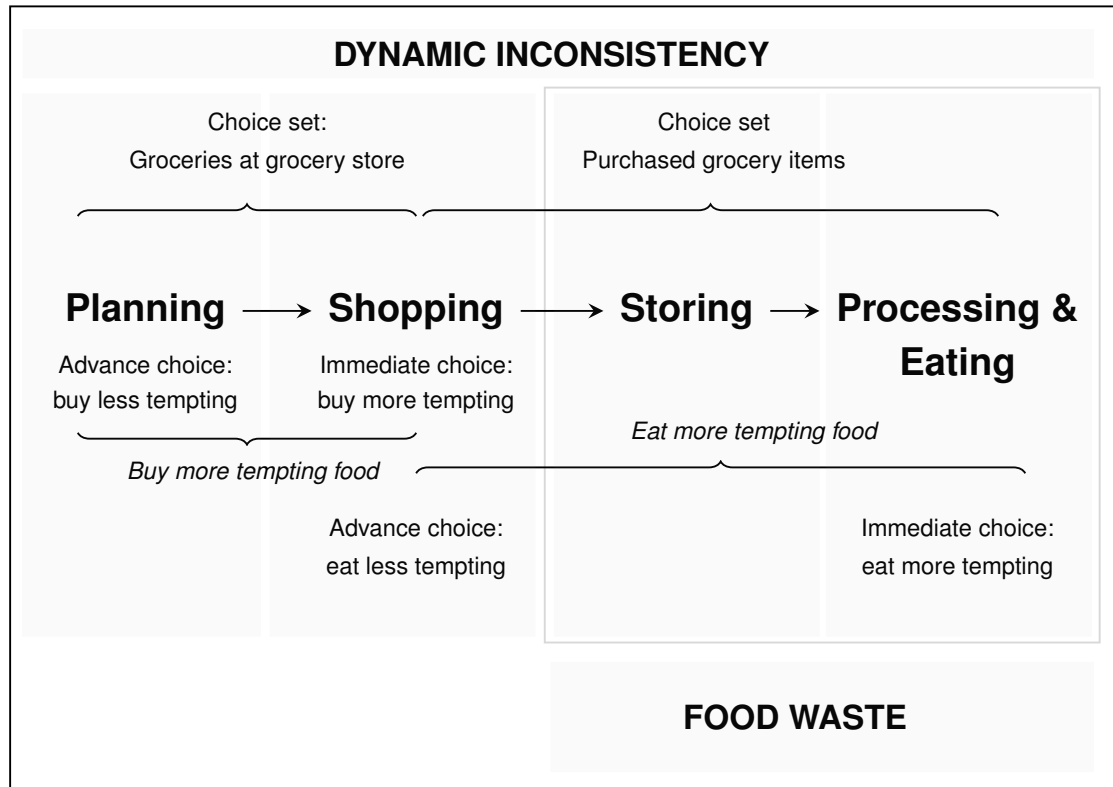 DYNAMIC INCONSISTENCY
Choice set:
Groceries at grocery store
Choice set
Purchased grocery items
Planning
Shopping
Storing
Processing &
Eating
Advance choice:
buy less tempting
Immediate choice:
buy more tempting
Buy more tempting food
Eat more tempting food
Advance choice:
eat less tempting
Immediate choice:
eat more tempting
FOOD WASTE